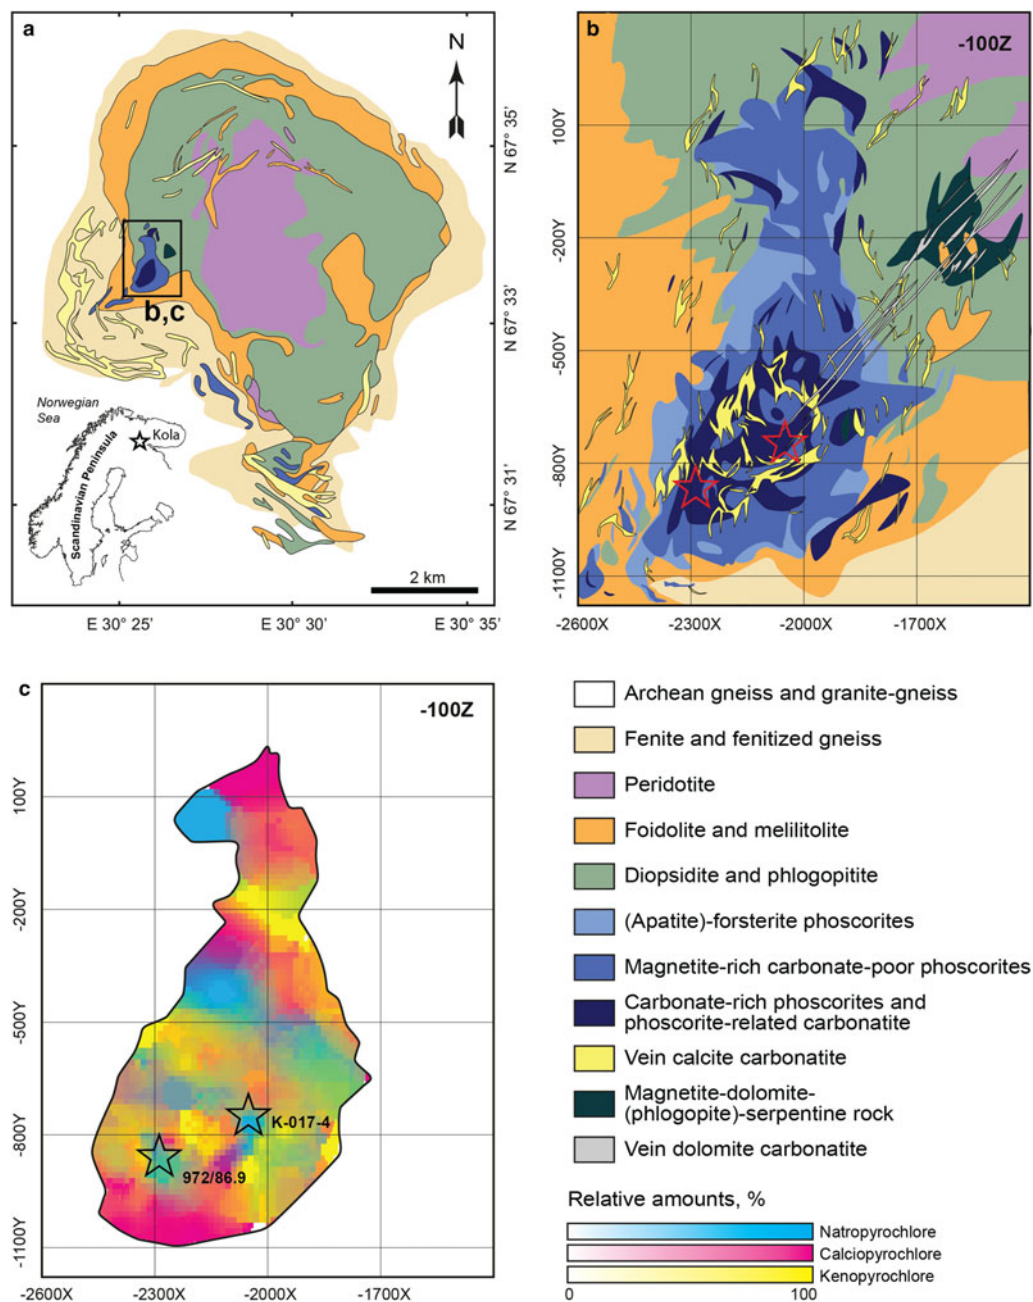 a
N
N 67° 35'
N 67° 33'
N 67° 31'
b,c
Norwegian
Sea
Kola
Scandinavian Peninsula
2 km
E 30° 25'
E 30° 30'
E 30° 35'
b
-100Z
100Y
-200Y
-500Y
-800Y
-1100Y
-2600X
-2300X
-2000X
-1700X
c
-100Z
100Y
-200Y
-500Y
-800Y
-1100Y
K-017-4
972/86.9
-2600X
-2300X
-2000X
-1700X
Archean gneiss and granite-gneiss
Fenite and fenitized gneiss
Peridotite
Foidolite and melilitolite
Diopsidite and phlogopitite
(Apatite)-forsterite phoscorites
Magnetite-rich carbonate-poor phoscorites
Carbonate-rich phoscorites and
phoscorite-related carbonatite
Vein calcite carbonatite
Magnetite-dolomite-
(phlogopite)-serpentine rock
Vein dolomite carbonatite
Relative amounts, %
Natropyrochlore
Calciopyrochlore
Kenopyrochlore
0
100